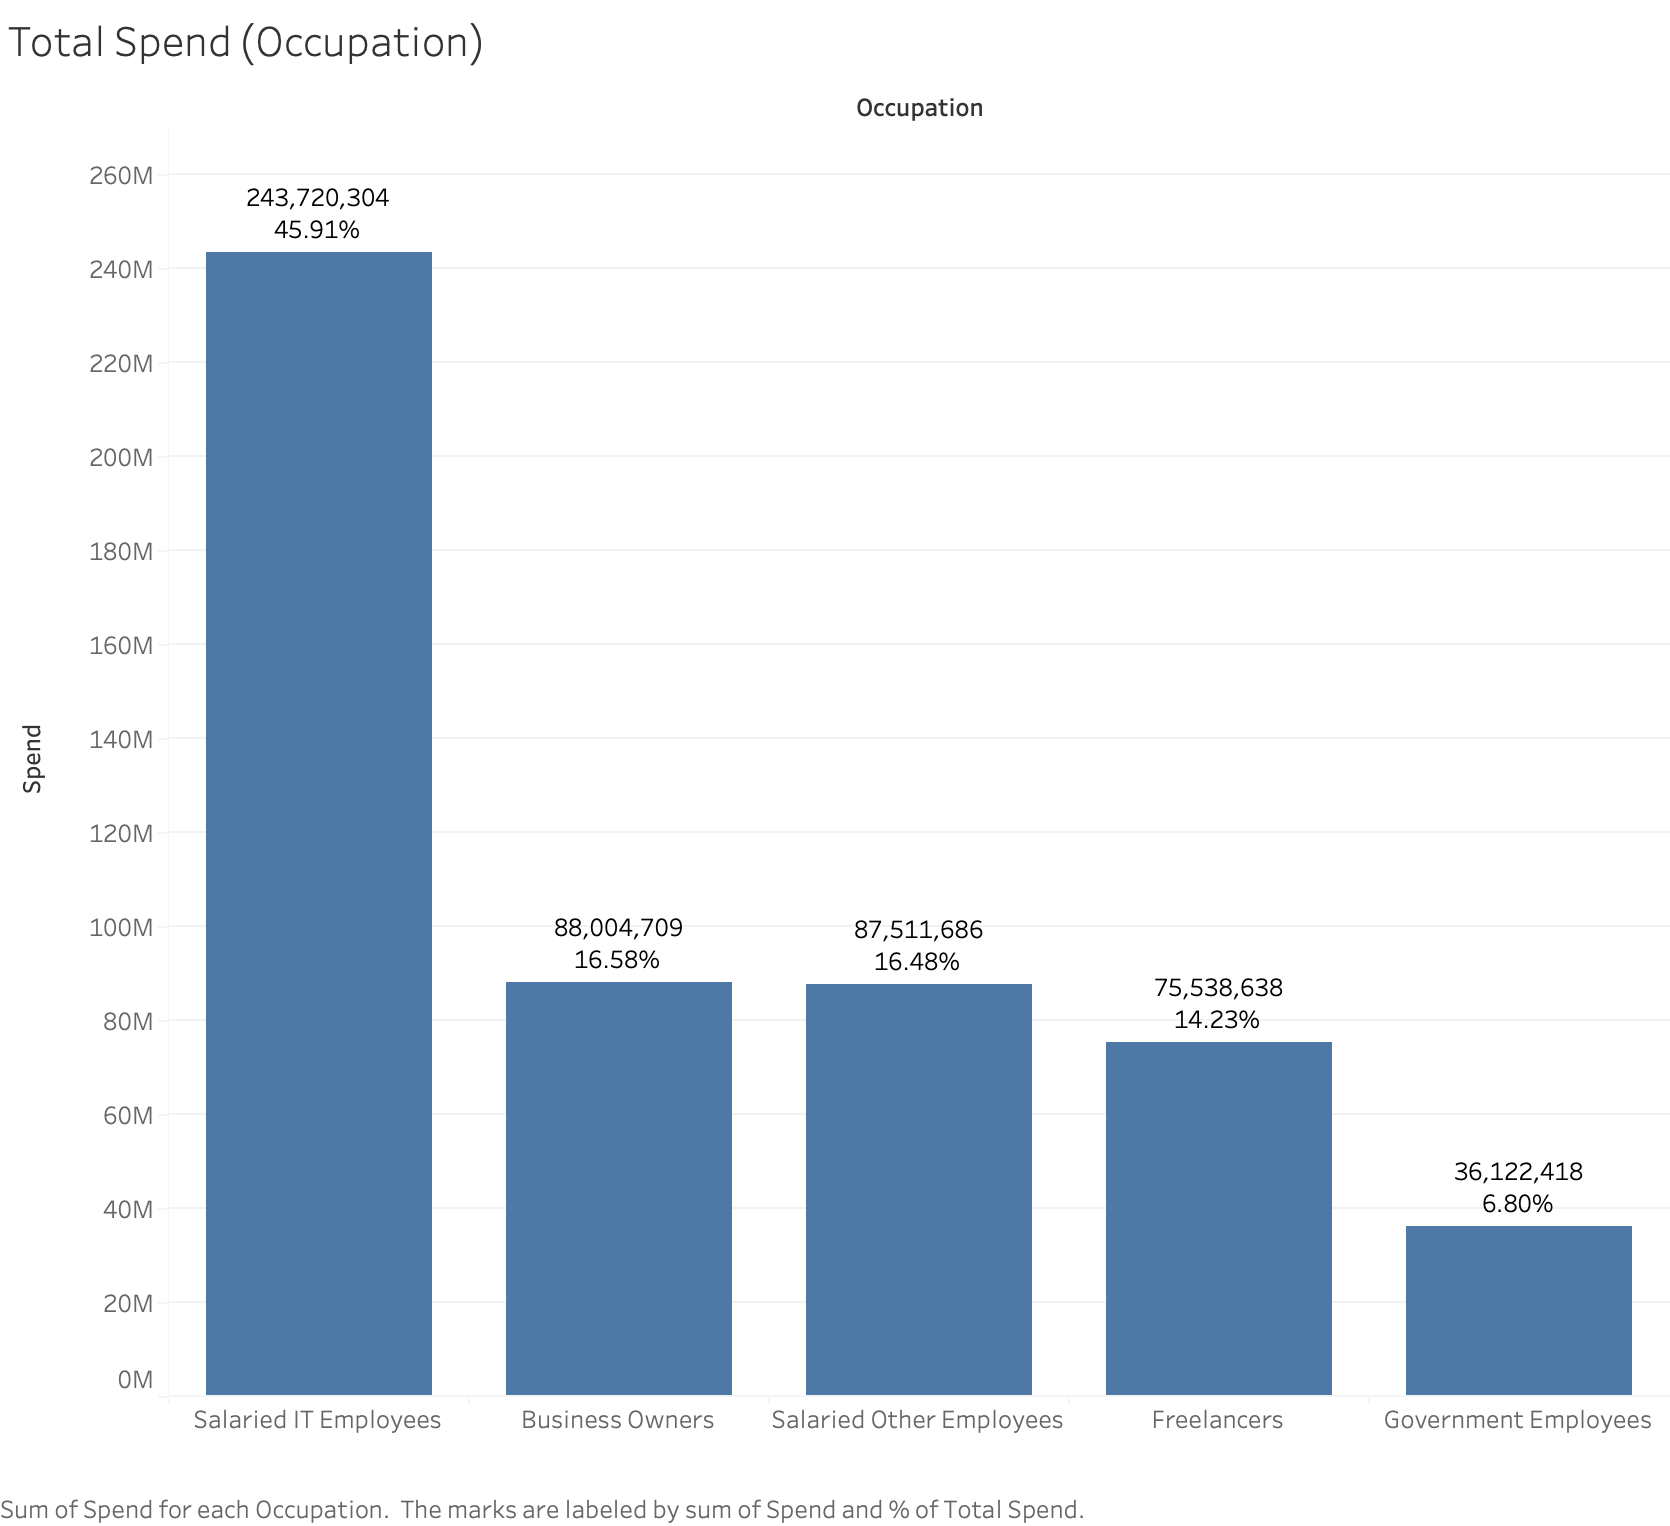 Total Spend (Occupation)
Occupation
Spend
260M
240M
220M
200M
180M
160M
140M
120M
100M
80M
60M
40M
20M
0M
243,720,304
45.91%
88,004,709
16.58%
87,511,686
16.48%
75,538,638
14.23%
36,122,418
6.80%
Salaried IT Employees
Business Owners
Salaried Other Employees
Freelancers
Government Employees
Sum of Spend for each Occupation.  The marks are labeled by sum of Spend and % of Total Spend.